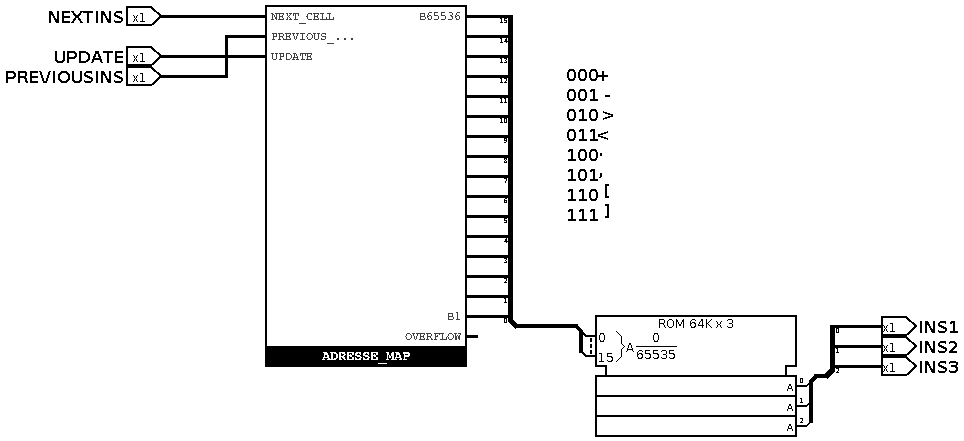 NEXTINS x1
UPDATE x1
PREVIOUSINS x1
NEXT_CELL B65536
PREVIOUS_...
UPDATE
B1
OVERFLOW
ADRESSE_MAP
15
14
13
12
11
10
9
8
7
6
5
4
3
2
1
0
000+
001 -
010 >
011<
100.
101,
110 [
111 ]
ROM 64K x 3
0
15
A 0
65535
A 0
A 1
A 2
0 x1 INS1
1 x1 INS2
2 x1 INS3